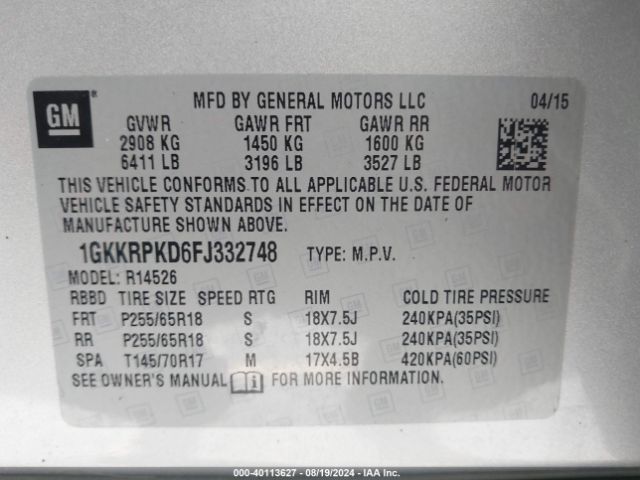 GM ®
MFD BY GENERAL MOTORS LLC 04/15
GVWR GAWR FRT GAWR RR
2908 KG 1450 KG 1600 KG
6411 LB 3196 LB 3527 LB
THIS VEHICLE CONFORMS TO ALL APPLICABLE U.S. FEDERAL MOTOR
VEHICLE SAFETY STANDARDS IN EFFECT ON THE DATE OF
MANUFACTURE SHOWN ABOVE.
1GKKRPKD6FJ332748 TYPE: M.P.V.
MODEL: R14526
RBBD TIRE SIZE SPEED RTG RIM COLD TIRE PRESSURE
FRT P255/65R18 S 18X7.5J 240KPA(35PSI)
RR P255/65R18 S 18X7.5J 240KPA(35PSI)
SPA T145/70R17 M 17X4.5B 420KPA(60PSI)
SEE OWNER'S MANUAL i FOR MORE INFORMATION.
000-40113627 - 08/19/2024 - IAA Inc.